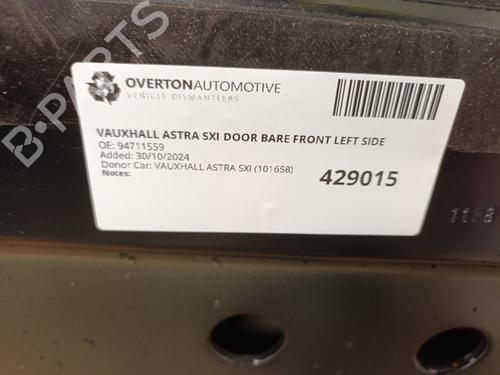 B-PARTS
OVERTONAUTOMOTIVE
VEHICLE DISMANTLERS
VAUXHALL ASTRA SXI DOOR BARE FRONT LEFT SIDE
OE: 94711559
Added: 30/10/2024
Donor Car: VAUXHALL ASTRA SXI (101658)
Notes:
429015